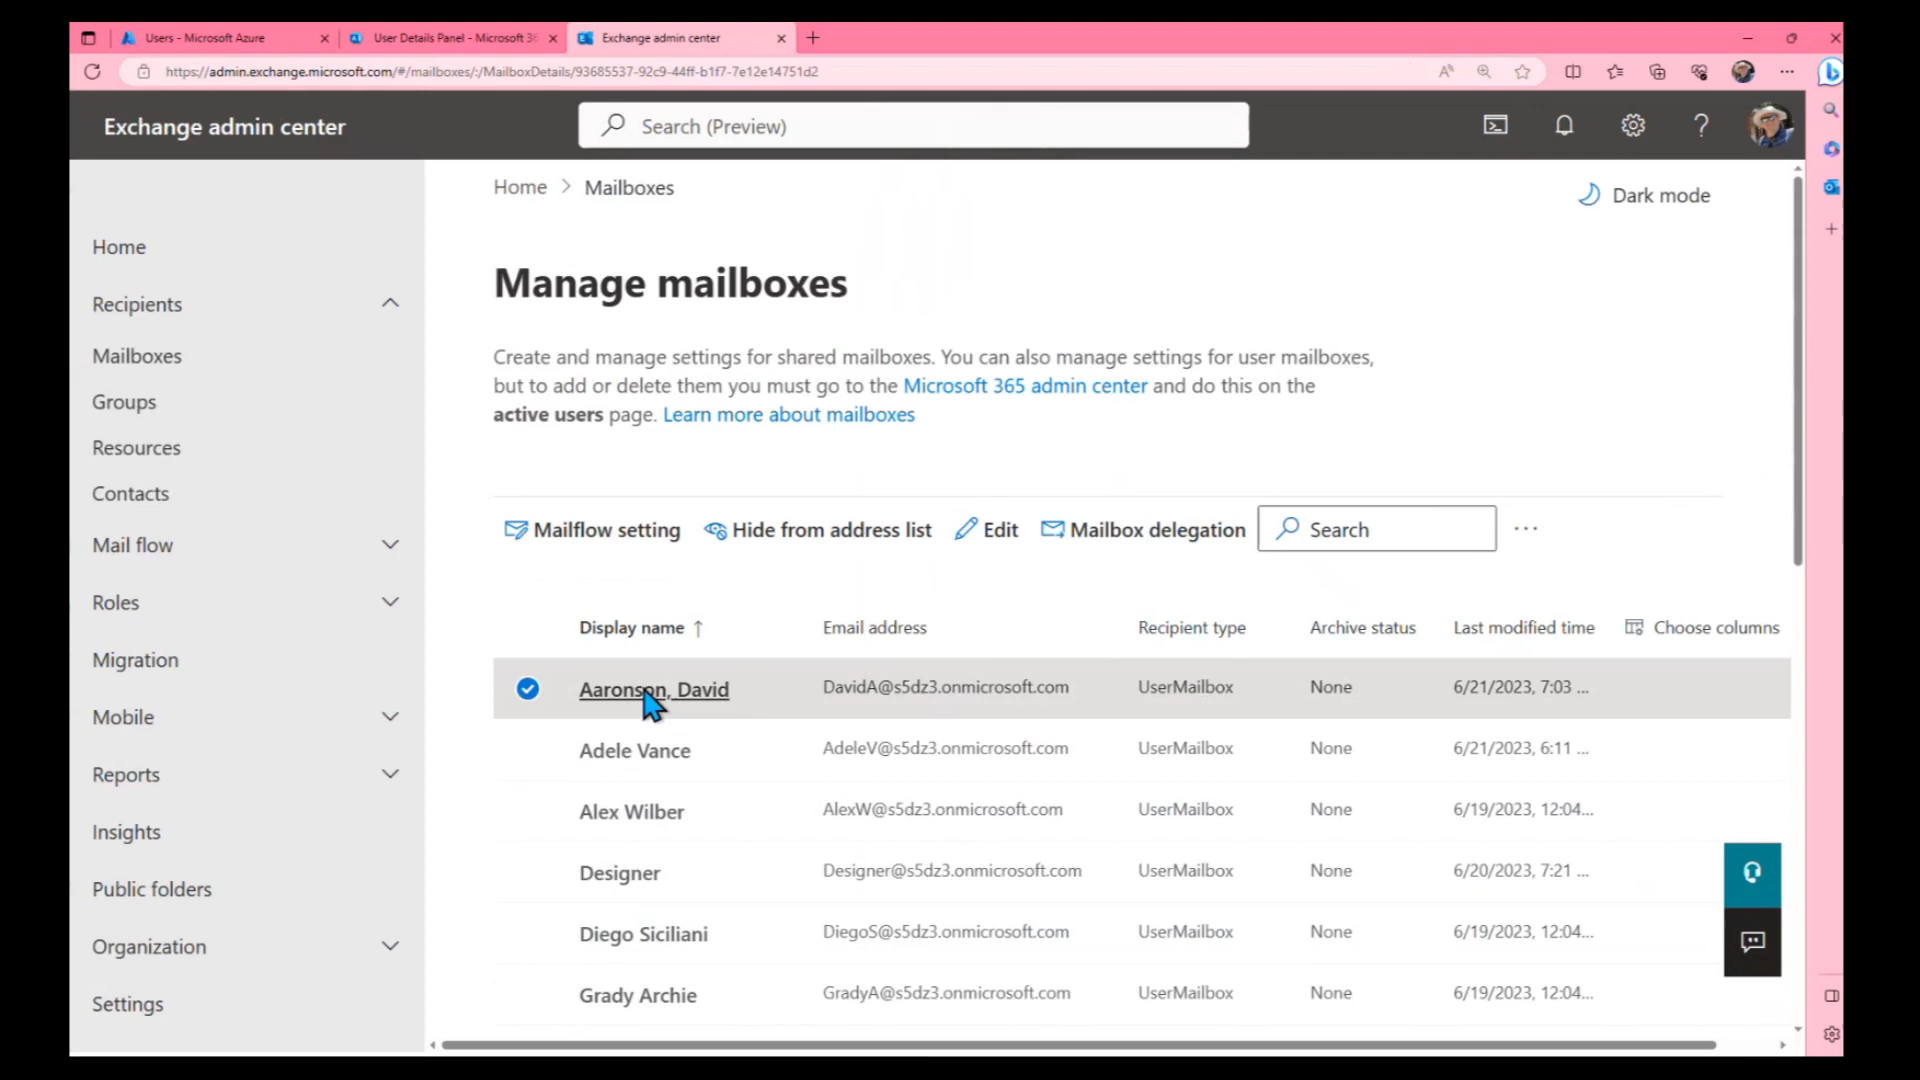 Users - Microsoft Azure
User Details Panel - Microsoft 36
Exchange admin center
https://admin.exchange.microsoft.com/#/mailboxes/:/MailboxDetails/93685537-92c9-44ff-b1f7-7e12e14751d2
Exchange admin center
Search (Preview)
Home > Mailboxes
Dark mode
Home
Recipients
Mailboxes
Groups
Resources
Contacts
Mail flow
Roles
Migration
Mobile
Reports
Insights
Public folders
Organization
Settings
Manage mailboxes
Create and manage settings for shared mailboxes. You can also manage settings for user mailboxes,
but to add or delete them you must go to the Microsoft 365 admin center and do this on the
active users page. Learn more about mailboxes
Mailflow setting Hide from address list Edit Mailbox delegation Search ...
Display name ↑ Email address Recipient type Archive status Last modified time Choose columns
Aaronson, David DavidA@s5dz3.onmicrosoft.com UserMailbox None 6/21/2023, 7:03 ...
Adele Vance AdeleV@s5dz3.onmicrosoft.com UserMailbox None 6/21/2023, 6:11 ...
Alex Wilber AlexW@s5dz3.onmicrosoft.com UserMailbox None 6/19/2023, 12:04...
Designer Designer@s5dz3.onmicrosoft.com UserMailbox None 6/20/2023, 7:21 ...
Diego Siciliani DiegoS@s5dz3.onmicrosoft.com UserMailbox None 6/19/2023, 12:04...
Grady Archie GradyA@s5dz3.onmicrosoft.com UserMailbox None 6/19/2023, 12:04...